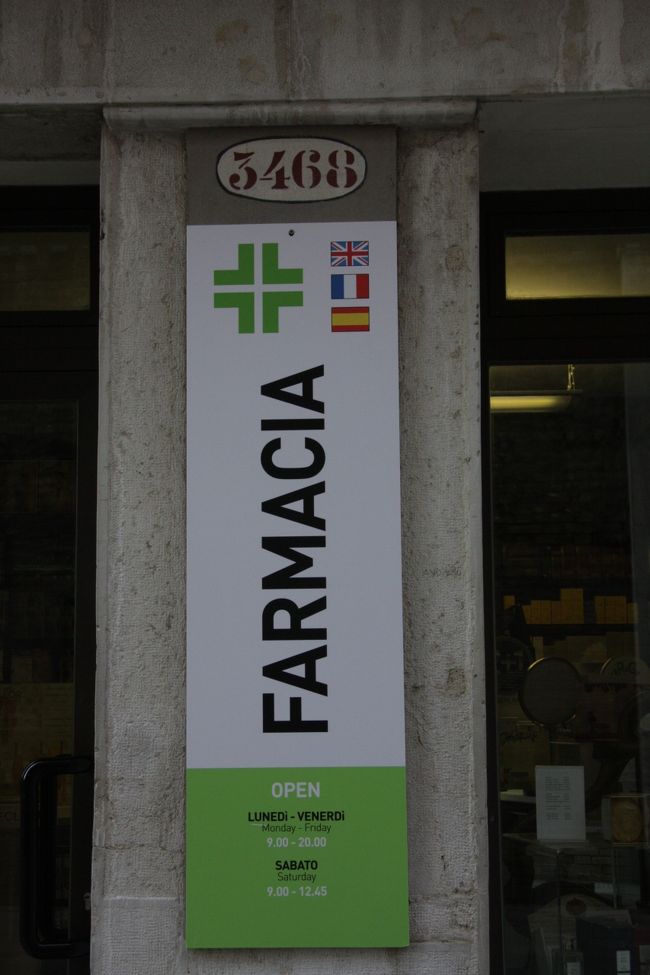 3468
FARMACIA
OPEN
LUNEDì - VENERDì
Monday - Friday
9.00 - 20.00
SABATO
Saturday
9.00 - 12.45